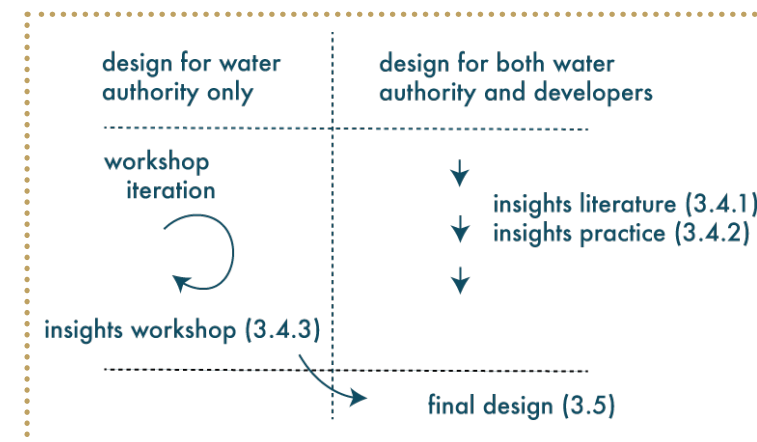 design for water
authority only
design for both water
authority and developers
workshop
iteration
insights literature (3.4.1)
insights practice (3.4.2)
insights workshop (3.4.3)
final design (3.5)